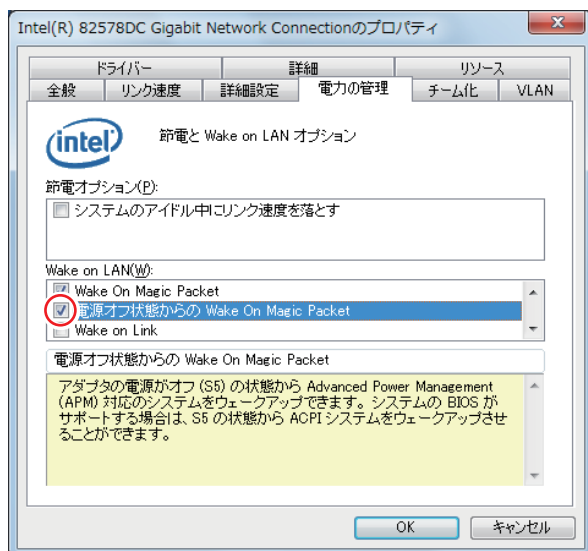 Intel(R) 82578DC Gigabit Network Connectionのプロパティ
ドライバー 詳細 リソース
全般 リンク速度 詳細設定 電力の管理 チーム化 VLAN
intel 節電と Wake on LAN オプション
節電オプション(P):
システムのアイドル中にリンク速度を落とす
Wake on LAN(W):
Wake On Magic Packet
電源オフ状態からの Wake On Magic Packet
Wake on Link
電源オフ状態からの Wake On Magic Packet
アダプタの電源がオフ (S5) の状態から Advanced Power Management
(APM) 対応のシステムをウェークアップできます。システムの BIOS が
サポートする場合は、S5 の状態から ACPI システムをウェークアップさせ
ることができます。
OK キャンセル